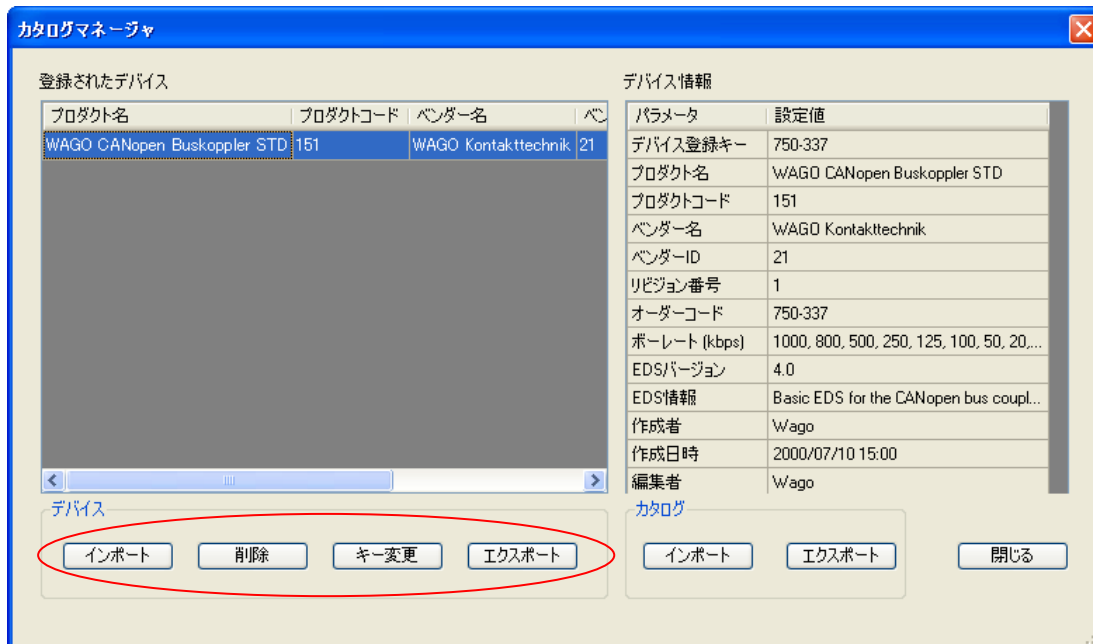 カタログマネージャ
登録されたデバイス
プロダクト名 プロダクトコード ベンダー名 ベン
WAGO CANopen Buskoppler STD 151 WAGO Kontakttechnik 21
デバイス情報
パラメータ 設定値
デバイス登録キー 750-337
プロダクト名 WAGO CANopen Buskoppler STD
プロダクトコード 151
ベンダー名 WAGO Kontakttechnik
ベンダーID 21
リビジョン番号 1
オーダーコード 750-337
ボーレート (kbps) 1000, 800, 500, 250, 125, 100, 50, 20,...
EDSバージョン 4.0
EDS情報 Basic EDS for the CANopen bus coupl...
作成者 Wago
作成日時 2000/07/10 15:00
編集者 Wago
デバイス
インポート 削除 キー変更 エクスポート
カタログ
インポート エクスポート
閉じる